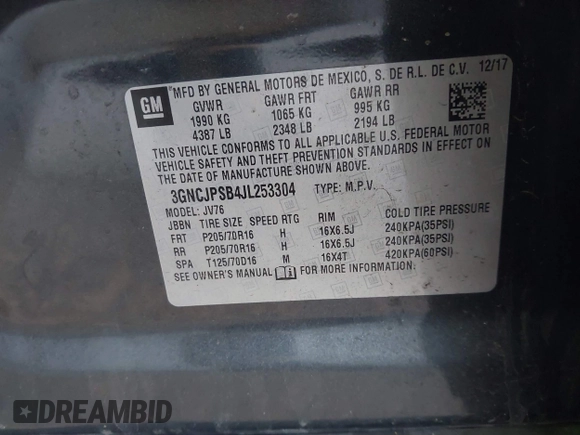 GM
MFD BY GENERAL MOTORS DE MEXICO, S. DE R.L. DE C.V. 12/17
GVWR GAWR FRT GAWR RR
1990 KG 1065 KG 995 KG
4387 LB 2348 LB 2194 LB
THIS VEHICLE CONFORMS TO ALL APPLICABLE U.S. FEDERAL MOTOR
VEHICLE SAFETY AND THEFT PREVENTION STANDARDS IN EFFECT ON
THE DATE OF MANUFACTURE SHOWN ABOVE.
3GNCJPSB4JL253304 TYPE: M.P.V.
MODEL: JV76
JBBN TIRE SIZE SPEED RTG RIM COLD TIRE PRESSURE
FRT P205/70R16 H 16X6.5J 240KPA(35PSI)
RR P205/70R16 H 16X6.5J 240KPA(35PSI)
SPA T125/70D16 M 16X4T 420KPA(60PSI)
SEE OWNER'S MANUAL FOR MORE INFORMATION.
DREAMBID